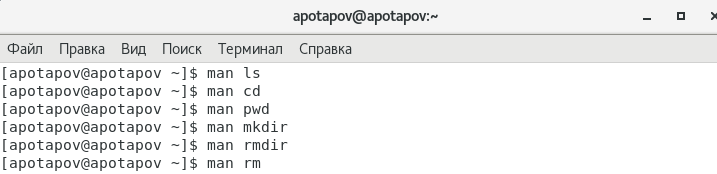 apotapov@apotapov:~
Файл Правка Вид Поиск Терминал Справка
[apotapov@apotapov ~]$ man ls
[apotapov@apotapov ~]$ man cd
[apotapov@apotapov ~]$ man pwd
[apotapov@apotapov ~]$ man mkdir
[apotapov@apotapov ~]$ man rmdir
[apotapov@apotapov ~]$ man rm